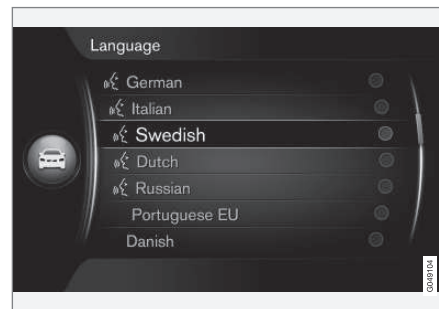 Language
German
Italian
Swedish
Dutch
Russian
Portuguese EU
Danish
G049104